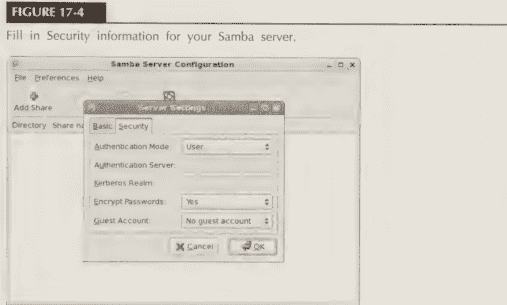 FIGURE 17-4
Fill in Security information for your Samba server.
Samba Server Configuration
File Preferences Help
Add Share
Directory Share na
Server Settings
Basic Security
Authentication Mode: User
Authentication Server:
Kerberos Realm:
Encrypt Passwords: Yes
Guest Account: No guest account
Cancel OK